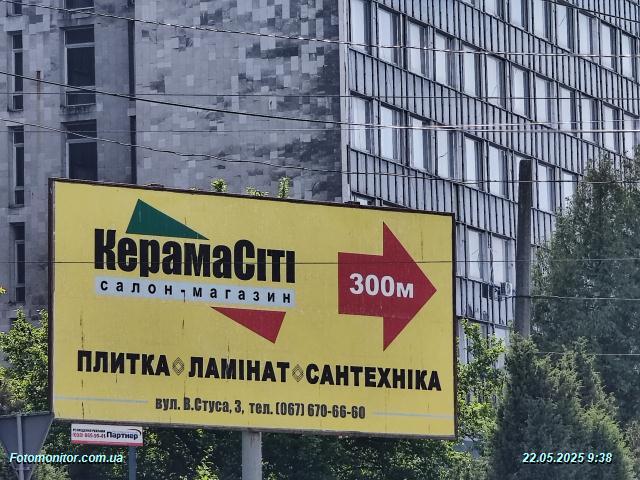 КерамаСіті
салон-магазин
300м
ПЛИТКА ЛАМІНАТ САНТЕХНІКА
вул. В.Стуса, 3, тел. (067) 670-66-60
Партнер
Fotomonitor.com.ua
22.05.2025 9:38